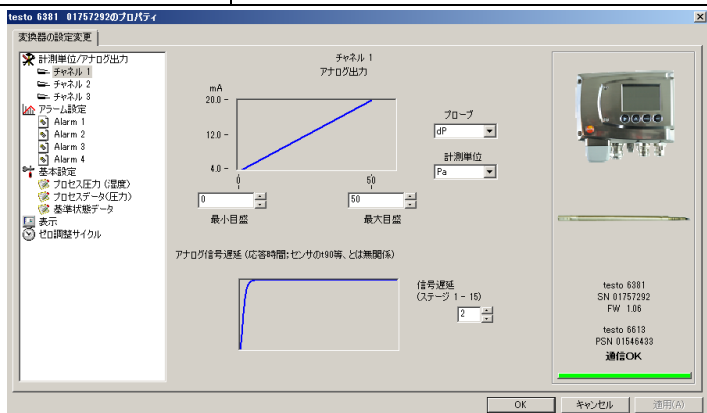 testo 6381 01757292のプロパティ
変換器の設定変更
計測単位/アナログ出力
チャネル 1
チャネル 2
チャネル 3
アラーム設定
Alarm 1
Alarm 2
Alarm 3
Alarm 4
基本設定
プロセス圧力 (湿度)
プロセスデータ(圧力)
基準状態データ
表示
ゼロ調整サイクル
チャネル 1
アナログ出力
mA
20.0
12.0
4.0
0
50
0
50
最小目盛
最大目盛
プローブ
dP
計測単位
Pa
アナログ信号遅延 (応答時間:センサのt90等、とは無関係)
信号遅延
(ステージ 1 - 15)
2
testo 6381
SN 01757292
FW 1.06
testo 6613
PSN 01546433
通信OK
OK
キャンセル
適用(A)